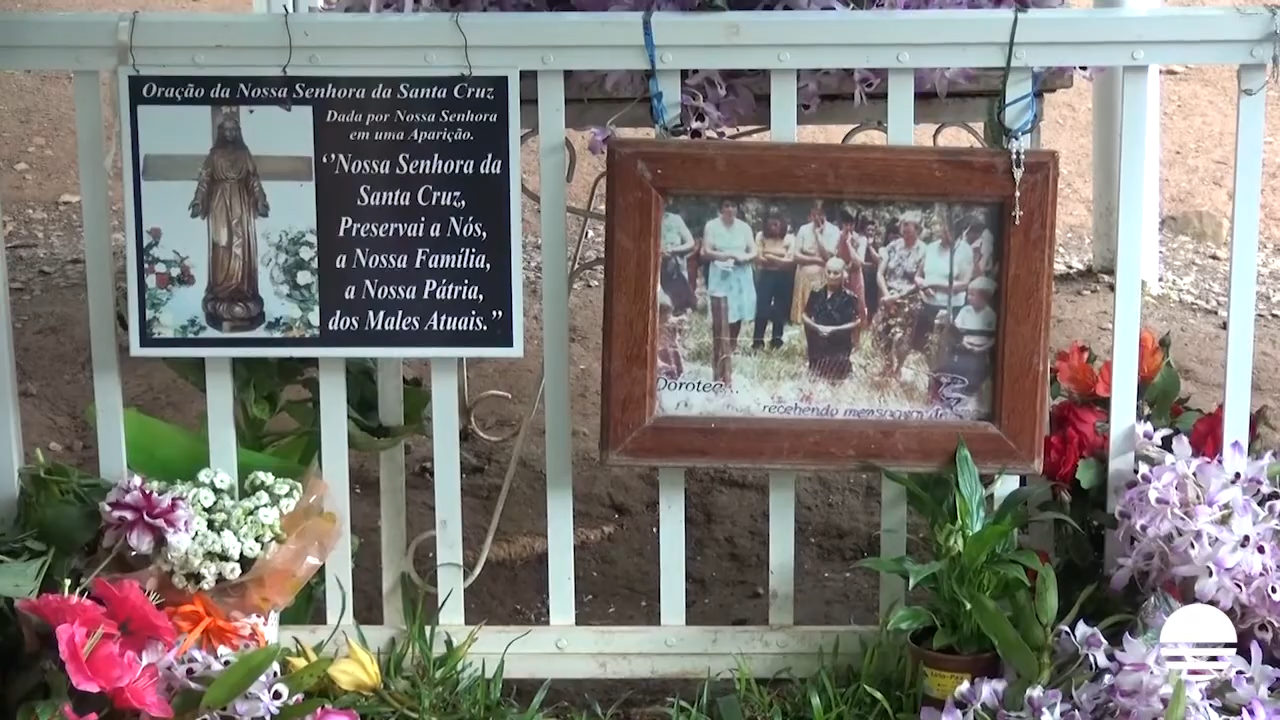 Oração da Nossa Senhora da Santa Cruz
Dada por Nossa Senhora
em uma Aparição.
‘’Nossa Senhora da
Santa Cruz,
Preservai a Nós,
a Nossa Família,
a Nossa Pátria,
dos Males Atuais.”
recebendo